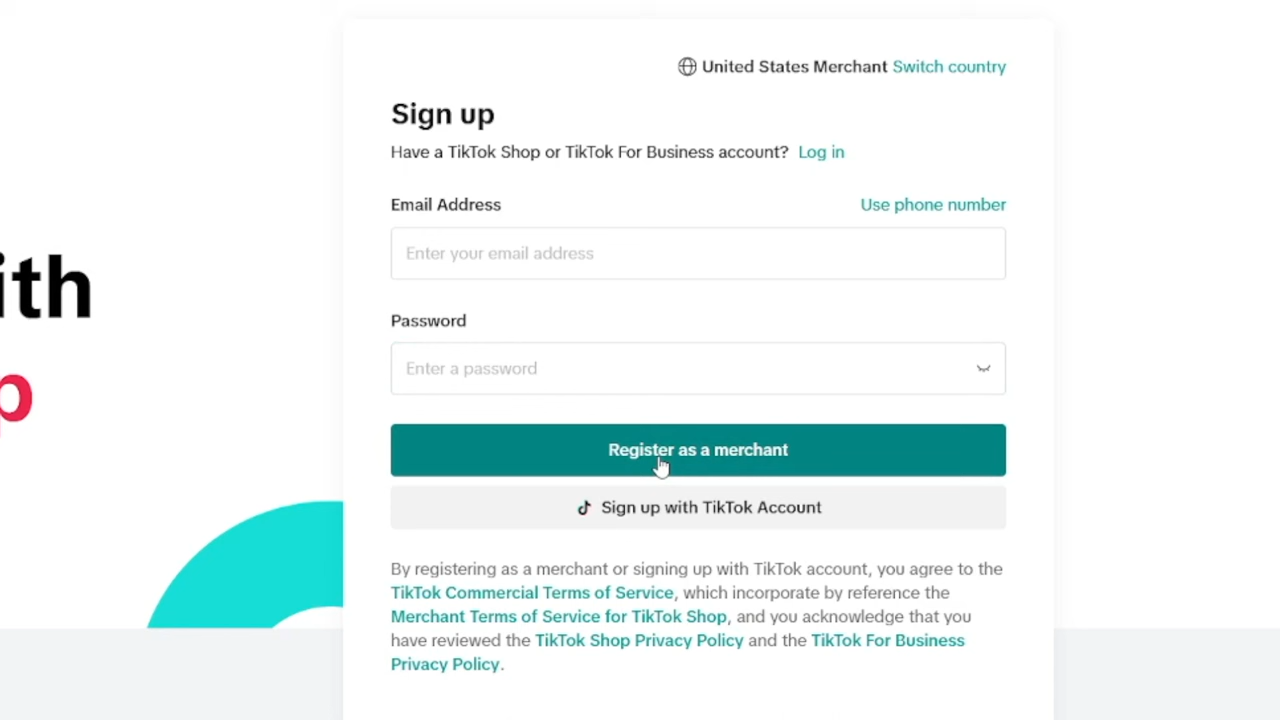 United States Merchant Switch country
Sign up
Have a TikTok Shop or TikTok For Business account? Log in
Email Address Use phone number
Enter your email address
ith
Password
Enter a password
p
Register as a merchant
Sign up with TikTok Account
By registering as a merchant or signing up with TikTok account, you agree to the
TikTok Commercial Terms of Service, which incorporate by reference the
Merchant Terms of Service for TikTok Shop, and you acknowledge that you
have reviewed the TikTok Shop Privacy Policy and the TikTok For Business
Privacy Policy.